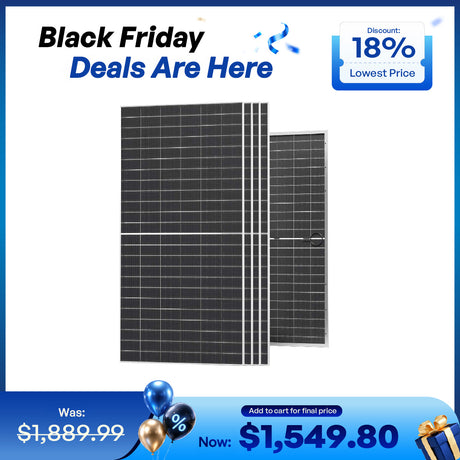 Black Friday
Deals Are Here
Discount:
18%
Lowest Price
Was:
$1,889.99
%
Add to cart for final price
Now: $1,549.80